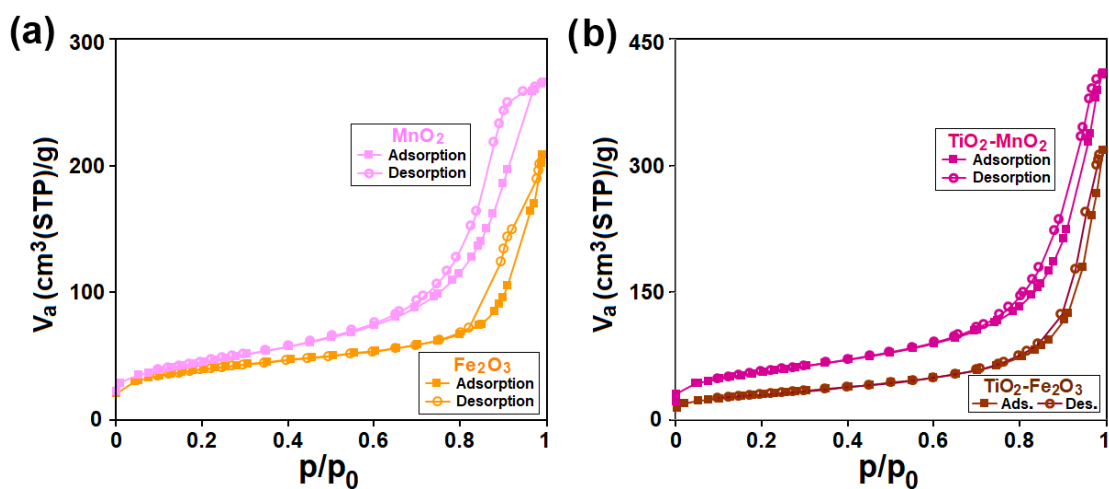 (a)
300
200
100
0
Va (cm³(STP)/g)
MnO₂
Adsorption
Desorption
Fe₂O₃
Adsorption
Desorption
0 0.2 0.4 0.6 0.8 1
p/p₀
(b)
450
300
150
0
Va (cm³(STP)/g)
TiO₂-MnO₂
Adsorption
Desorption
TiO₂-Fe₂O₃
Ads. Des.
0 0.2 0.4 0.6 0.8 1
p/p₀